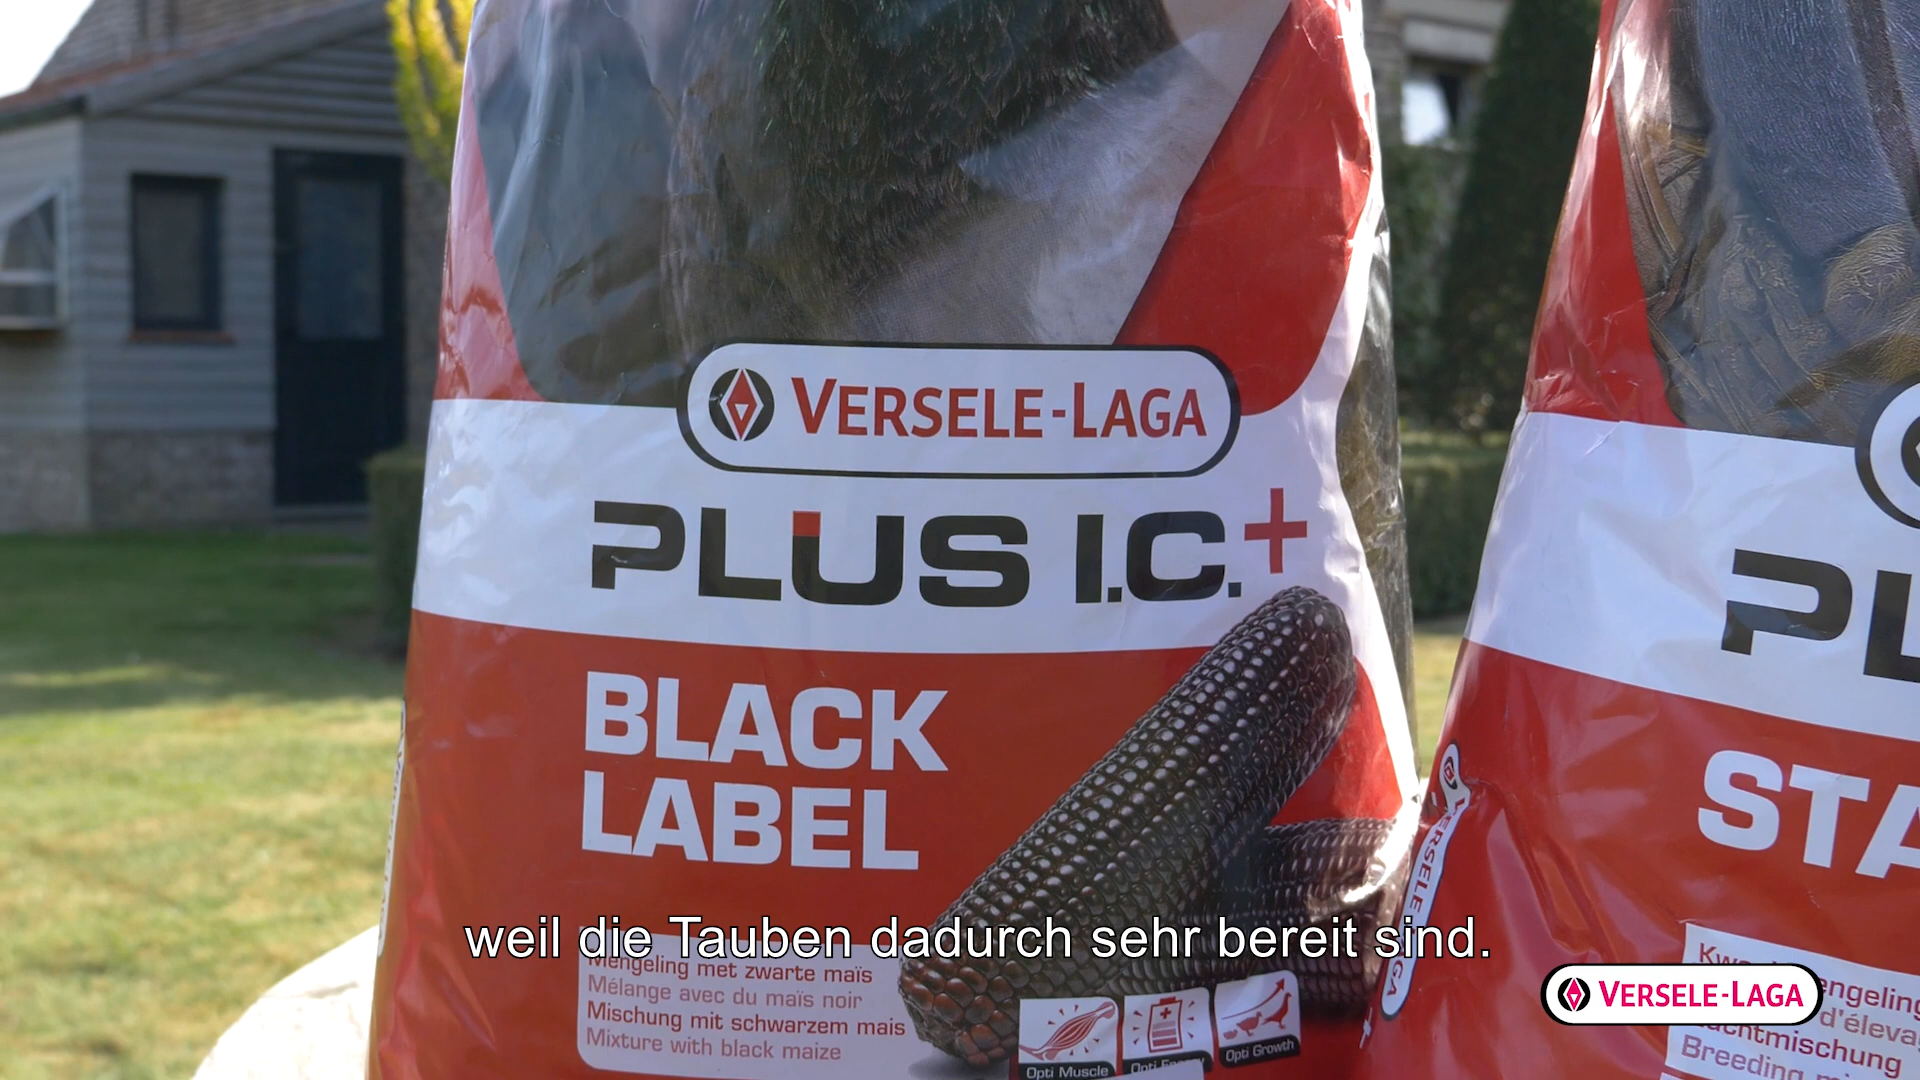 VERSELE-LAGA
PLUS I.C.+
BLACK
LABEL
weil die Tauben dadurch sehr bereit sind.
Mengeling met zwarte maïs
Mélange avec du maïs noir
Mischung mit schwarzem mais
Mixture with black maize
Opti Muscle
Opti Energy
Opti Growth
VERSELE
PL
STA
d'éleva
Breeding
VERSELE-LAGA